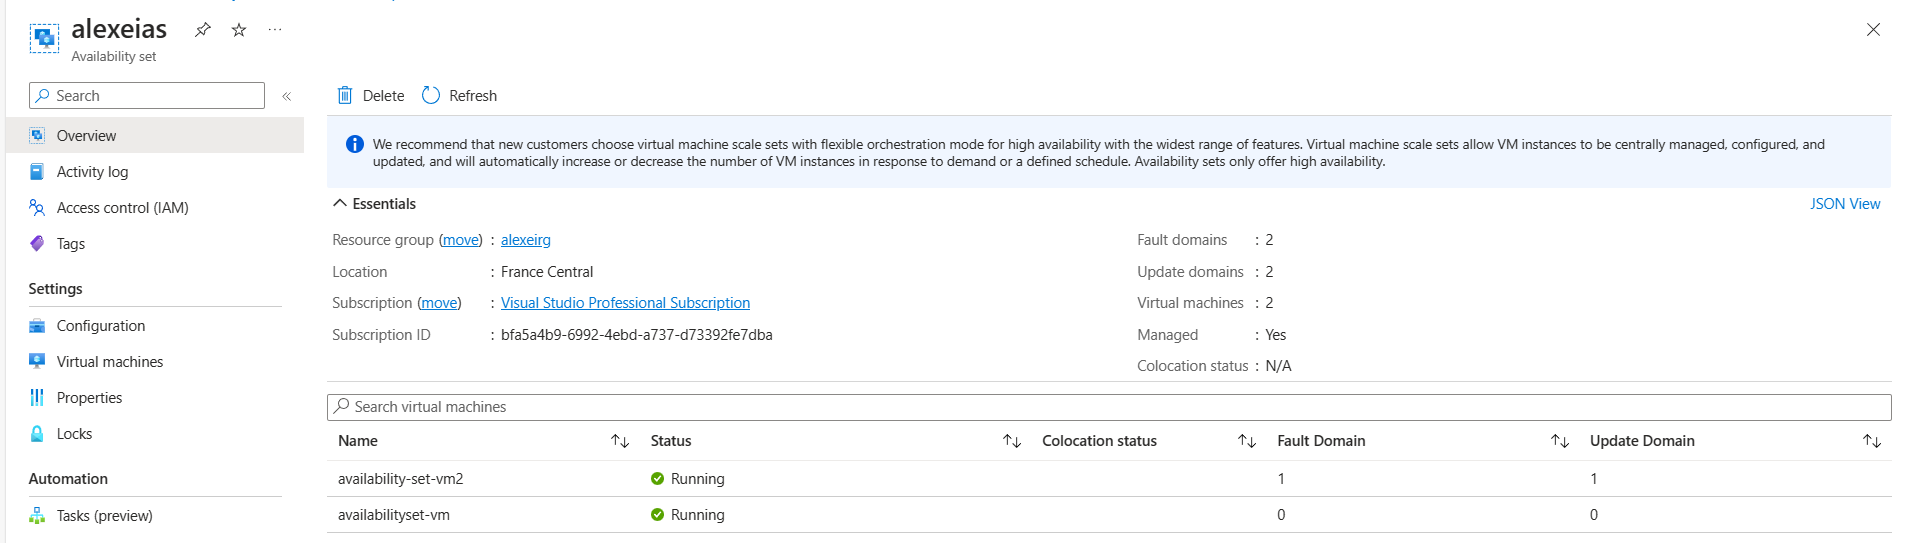 alexeias
Availability set
Search
Overview
Activity log
Access control (IAM)
Tags
Settings
Configuration
Virtual machines
Properties
Locks
Automation
Tasks (preview)
Delete Refresh
We recommend that new customers choose virtual machine scale sets with flexible orchestration mode for high availability with the widest range of features. Virtual machine scale sets allow VM instances to be centrally managed, configured, and
updated, and will automatically increase or decrease the number of VM instances in response to demand or a defined schedule. Availability sets only offer high availability.
Essentials
JSON View
Resource group (move) : alexeirg
Location : France Central
Subscription (move) : Visual Studio Professional Subscription
Subscription ID : bfa5a4b9-6992-4ebd-a737-d73392fe7dba
Fault domains : 2
Update domains : 2
Virtual machines : 2
Managed : Yes
Colocation status : N/A
Search virtual machines
Name Status Colocation status Fault Domain Update Domain
availability-set-vm2 Running 1 1
availabilityset-vm Running 0 0